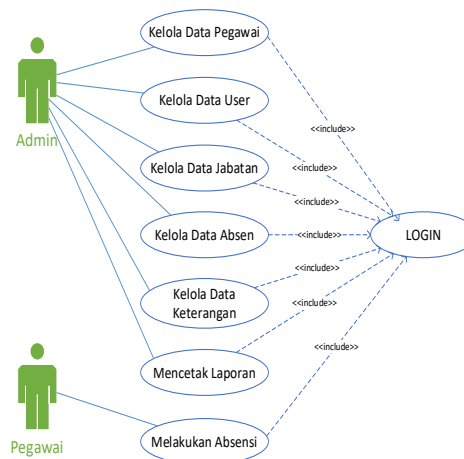 Kelola Data Pegawai
Admin
Kelola Data User
<<include>>
Kelola Data Jabatan
<<include>>
<<include>>
Kelola Data Absen
<<include>>
LOGIN
<<include>>
Kelola Data
Keterangan
<<include>>
Mencetak Laporan
<<include>>
Pegawai
Melakukan Absensi